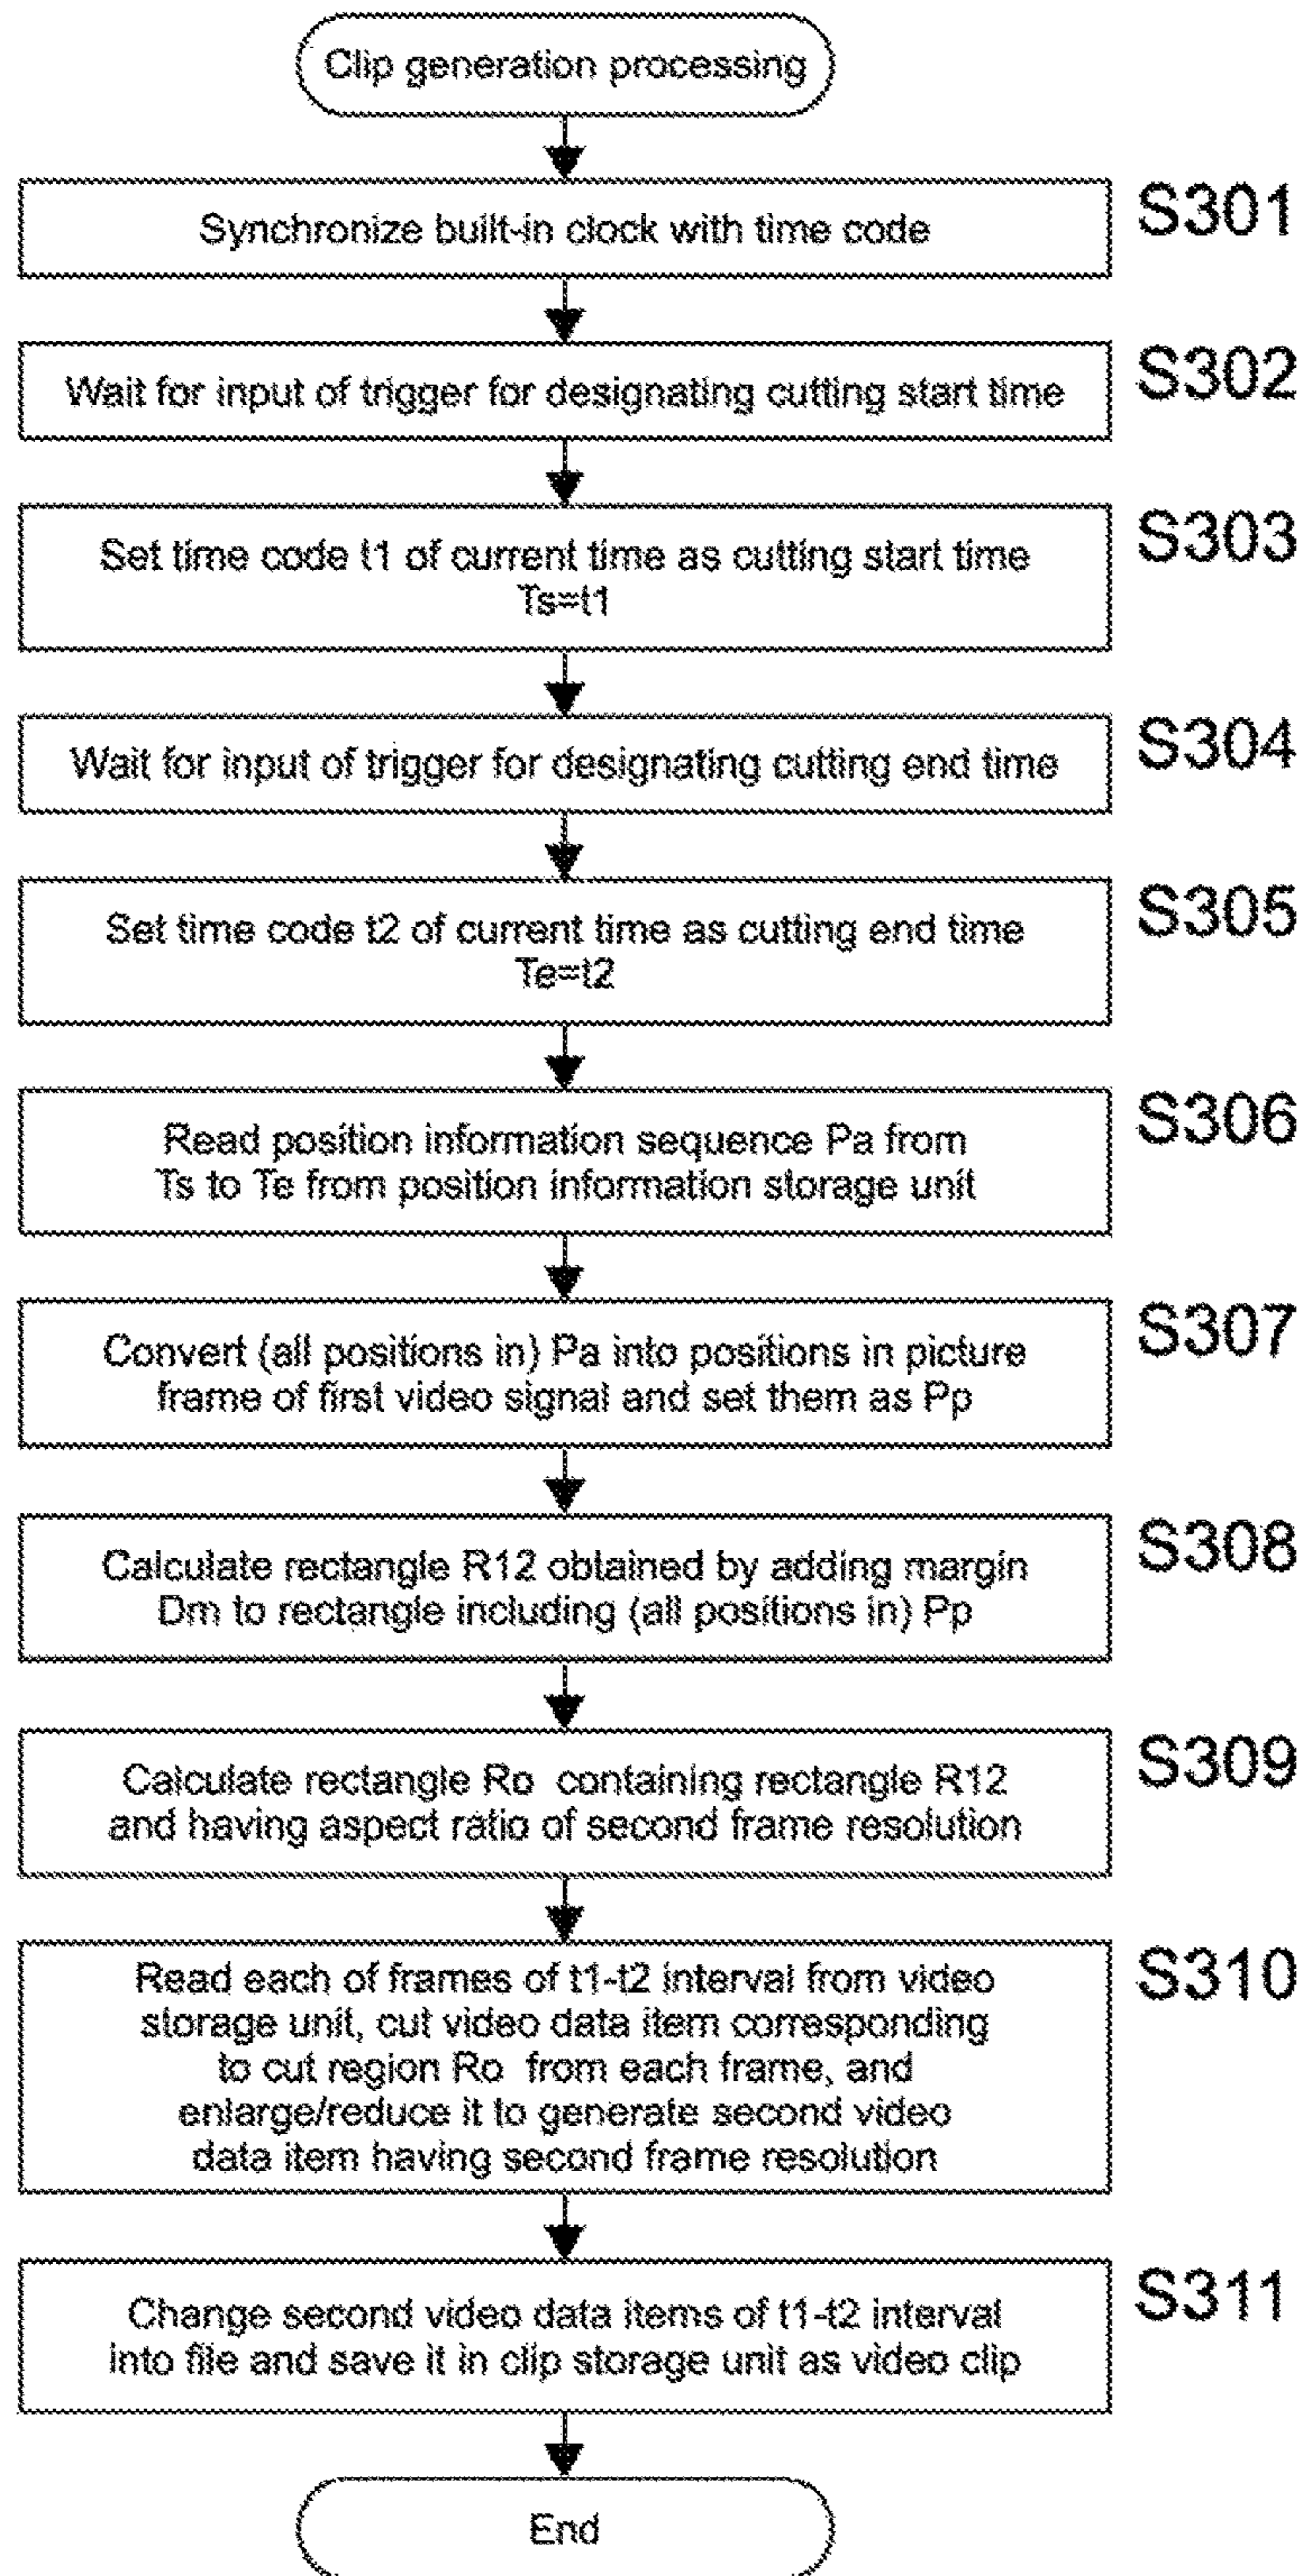 Clip generation processing
S301
Synchronize built-in clock with time code
S302
Wait for input of trigger for designating cutting start time
S303
Set time code t1 of current time as cutting start time
Ts=t1
S304
Wait for input of trigger for designating cutting end time
S305
Set time code t2 of current time as cutting end time
Te=t2
S306
Read position information sequence Pa from
Ts to Te from position information storage unit
S307
Convert (all positions in) Pa into positions in picture
frame of first video signal and set them as Pp
S308
Calculate rectangle R12 obtained by adding margin
Dm to rectangle including (all positions in) Pp
S309
Calculate rectangle Ro containing rectangle R12
and having aspect ratio of second frame resolution
S310
Read each of frames of t1-t2 interval from video
storage unit, cut video data item corresponding
to cut region Ro from each frame, and
enlarge/reduce it to generate second video
data item having second frame resolution
S311
Change second video data items of t1-t2 interval
into file and save it in clip storage unit as video clip
End